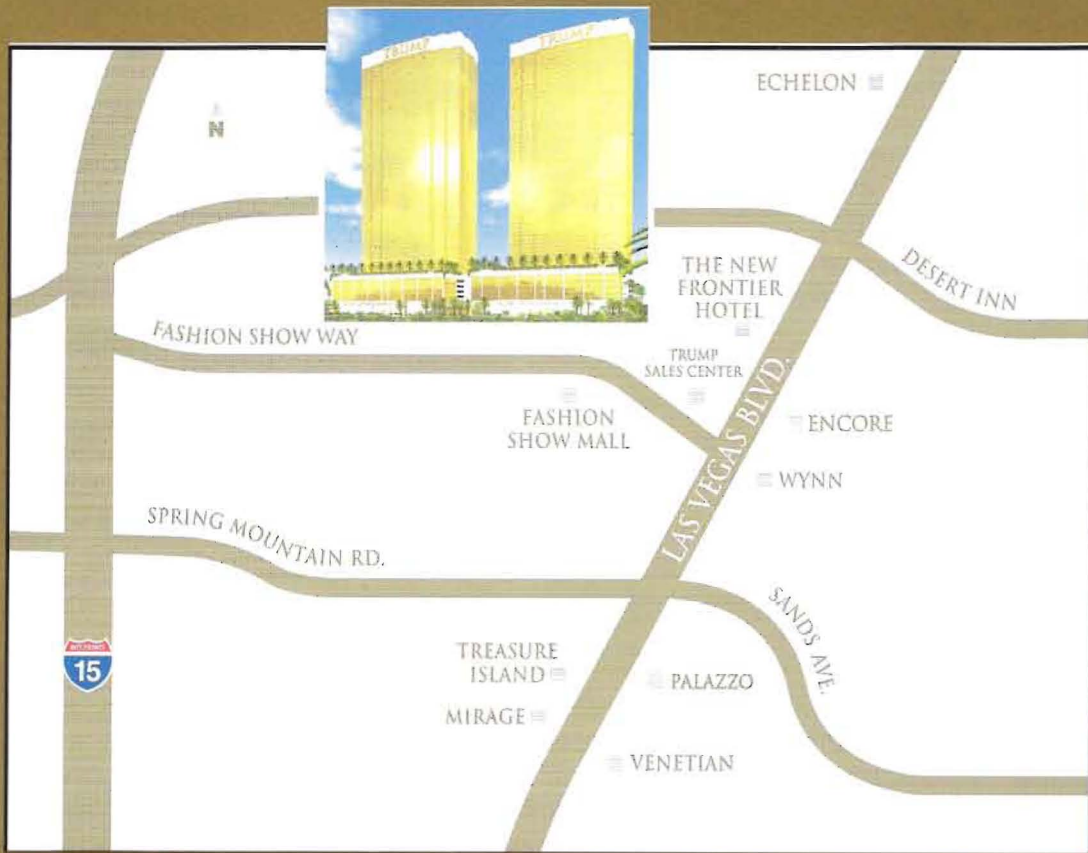 TRUMP
TRUMP
ECHELON
N
THE NEW
FRONTIER
HOTEL
DESERT INN
FASHION SHOW WAY
TRUMP
SALES CENTER
LAS VEGAS BLVD.
FASHION
SHOW MALL
ENCORE
WYNN
SPRING MOUNTAIN RD.
SANDS AVE.
TREASURE
ISLAND
15
PALAZZO
MIRAGE
VENETIAN